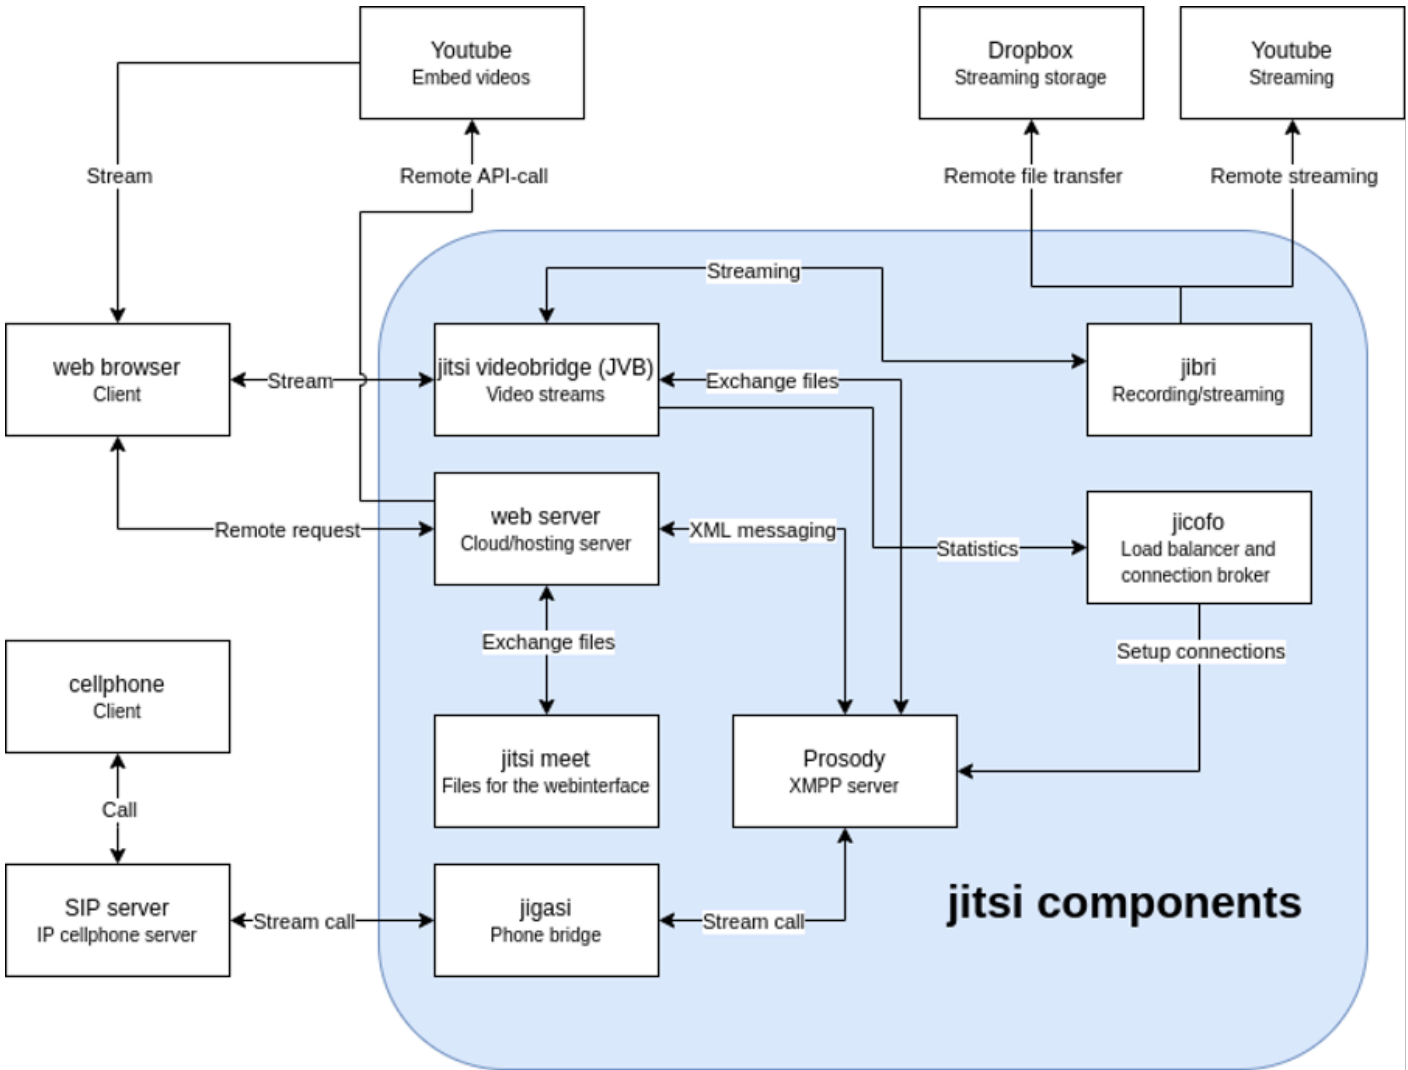 Youtube
Embed videos
Dropbox
Streaming storage
Youtube
Streaming
Stream
Remote API-call
Remote file transfer
Remote streaming
Streaming
web browser
Client
Stream
jitsi videobridge (JVB)
Video streams
Exchange files
jibri
Recording/streaming
Remote request
web server
Cloud/hosting server
XML messaging
Statistics
jicofo
Load balancer and
connection broker
Exchange files
Setup connections
cellphone
Client
jitsi meet
Files for the webinterface
Prosody
XMPP server
Call
SIP server
IP cellphone server
Stream call
jigasi
Phone bridge
Stream call
jitsi components